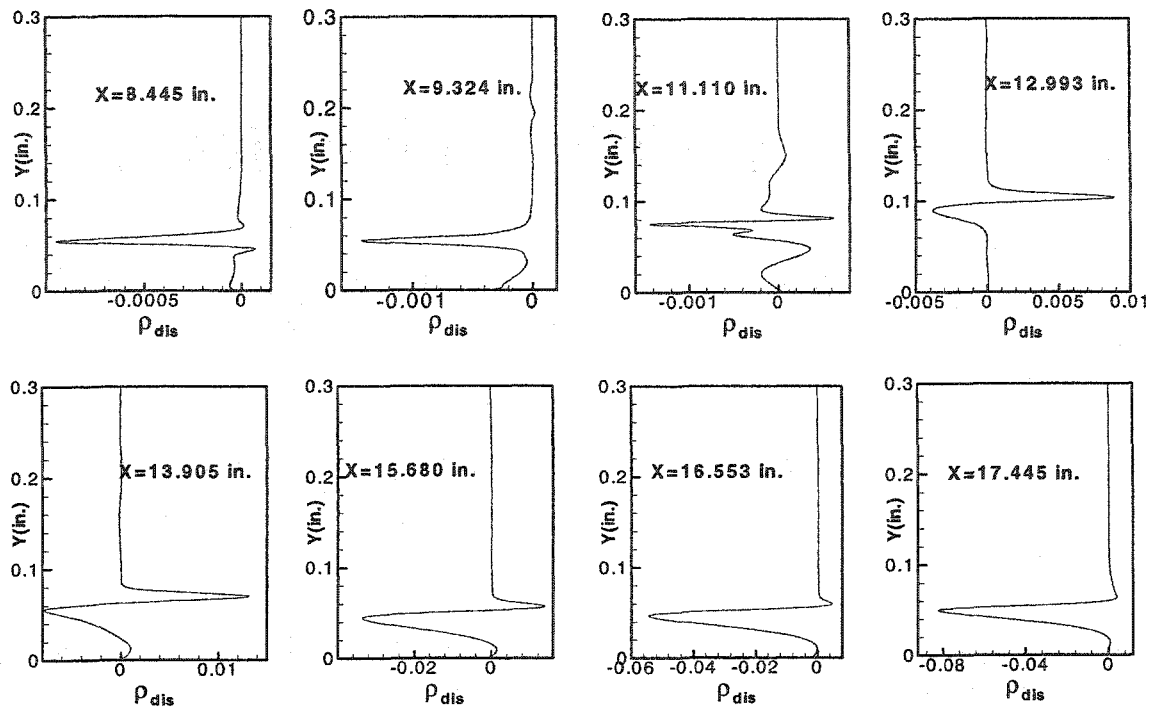 0.3
X=8.445 in.
0.2
Y(in.)
0.1
0
-0.0005
0
ρdis
0.3
X=9.324 in.
0.2
Y(in.)
0.1
0
-0.001
0
ρdis
0.3
X=11.110 in.
0.2
Y(in.)
0.1
0
-0.001
0
ρdis
0.3
X=12.993 in.
0.2
Y(in.)
0.1
0
-0.005
0
0.005
0.01
ρdis
0.3
X=13.905 in.
0.2
Y(in.)
0.1
0
0
0.01
ρdis
0.3
X=15.680 in.
0.2
Y(in.)
0.1
0
-0.02
0
ρdis
0.3
X=16.553 in.
0.2
Y(in.)
0.1
0
-0.06
-0.04
-0.02
0
ρdis
0.3
X=17.445 in.
0.2
Y(in.)
0.1
0
-0.08
-0.04
0
ρdis